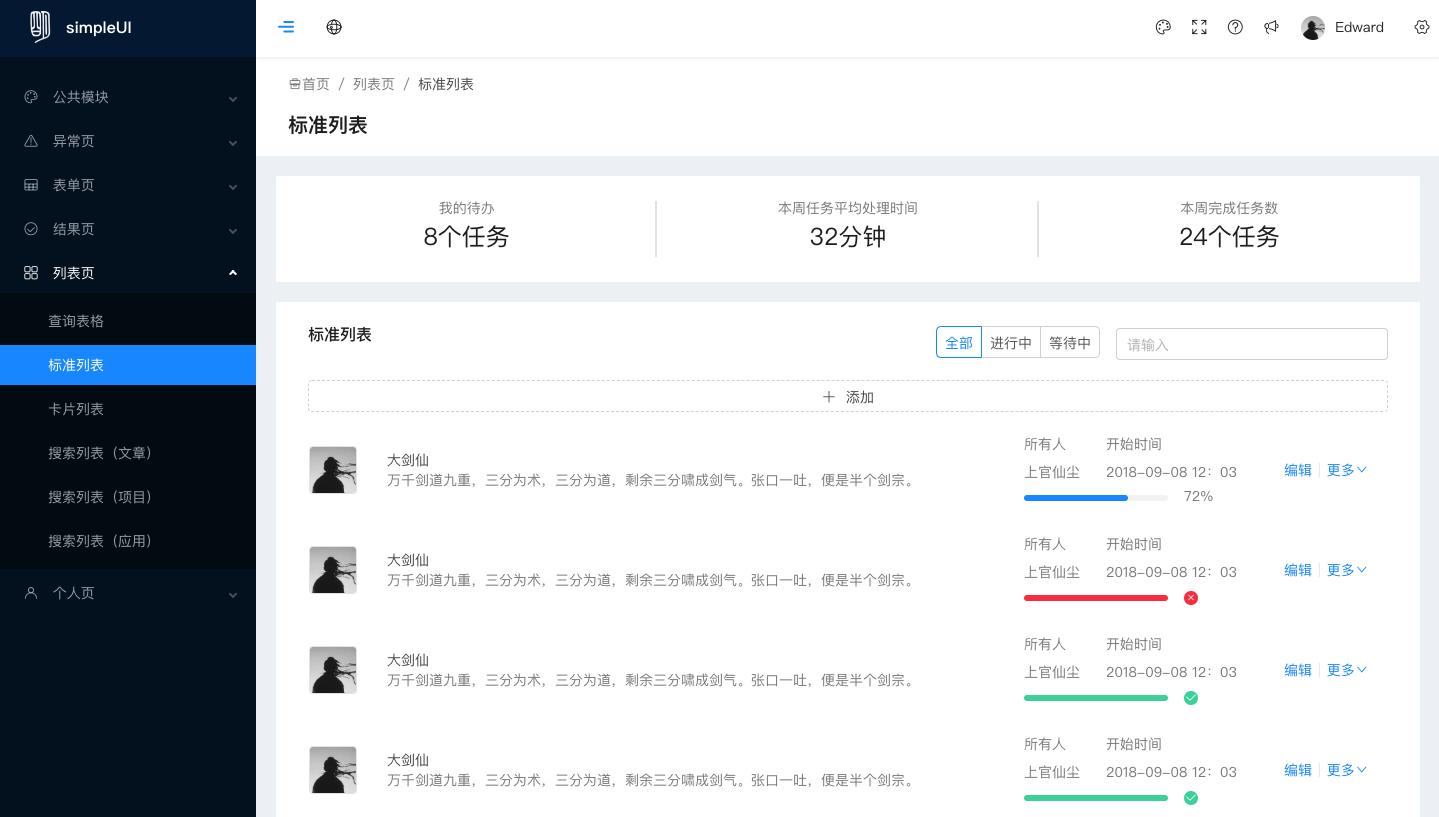 simpleUI
Edward
公共模块
异常页
表单页
结果页
列表页
查询表格
标准列表
卡片列表
搜索列表（文章）
搜索列表（项目）
搜索列表（应用）
个人页
首页 / 列表页 / 标准列表
标准列表
我的待办
8个任务
本周任务平均处理时间
32分钟
本周完成任务数
24个任务
标准列表
全部 进行中 等待中 请输入
添加
大剑仙
万千剑道九重，三分为术，三分为道，剩余三分啸成剑气。张口一吐，便是半个剑宗。
所有人 开始时间
上官仙尘 2018-09-08 12：03
72%
编辑 更多
大剑仙
万千剑道九重，三分为术，三分为道，剩余三分啸成剑气。张口一吐，便是半个剑宗。
所有人 开始时间
上官仙尘 2018-09-08 12：03
编辑 更多
大剑仙
万千剑道九重，三分为术，三分为道，剩余三分啸成剑气。张口一吐，便是半个剑宗。
所有人 开始时间
上官仙尘 2018-09-08 12：03
编辑 更多
大剑仙
万千剑道九重，三分为术，三分为道，剩余三分啸成剑气。张口一吐，便是半个剑宗。
所有人 开始时间
上官仙尘 2018-09-08 12：03
编辑 更多